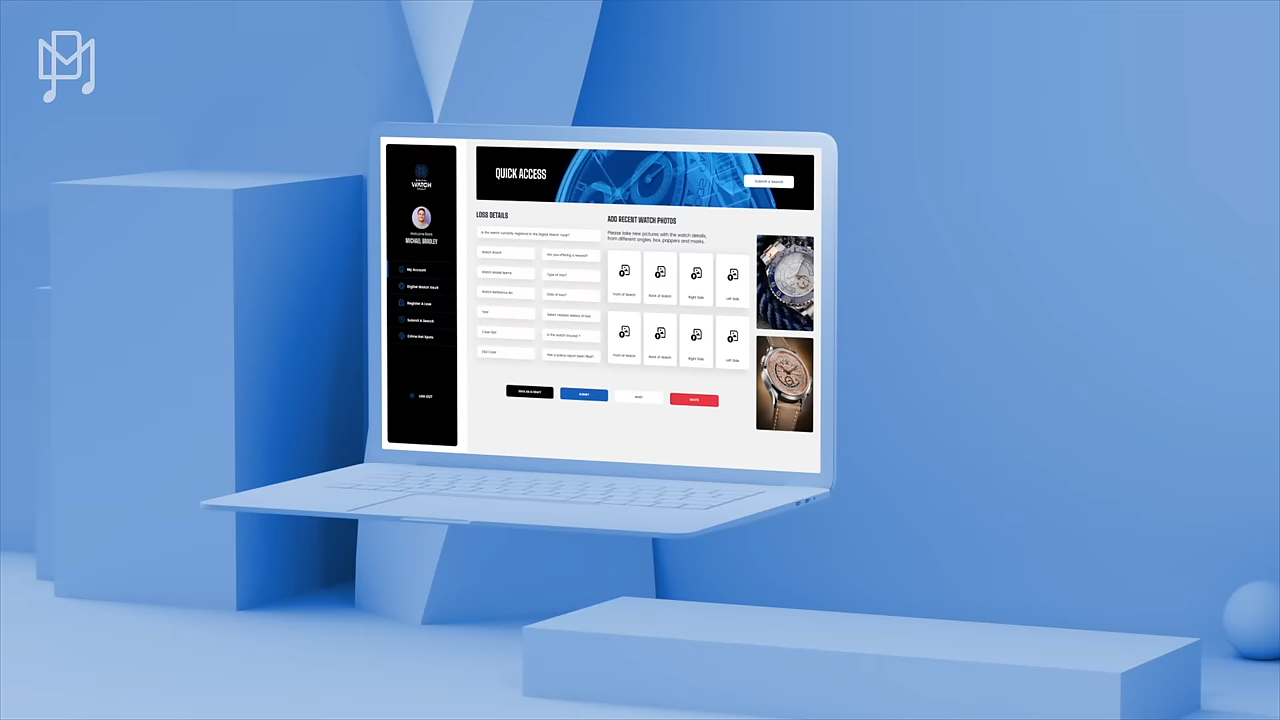 DIGITAL
WATCH
VAULT
Welcome Back
MICHAEL BRADLEY
My Account
Digital Watch Vault
Register A Loss
Submit A Search
Crime Hot Spots
LOG OUT
QUICK ACCESS
Submit a Search
LOSS DETAILS
Is the watch currently registered in the Digital Watch Vault?
Watch Brand
Are you offering a reward?
Watch Model Name
Type of loss?
Watch Reference No
Date of loss?
Year
Select nearest station of loss
Case Size
Is the watch insured ?
Dial Color
Has a police report been filed?
ADD RECENT WATCH PHOTOS
Please take new pictures with the watch details,
from different angles, box, pappers and marks.
Front of Watch
Back of Watch
Right Side
Left Side
Front of Watch
Back of Watch
Right Side
Left Side
SAVE AS A DRAFT
SUBMIT
RESET
DELETE